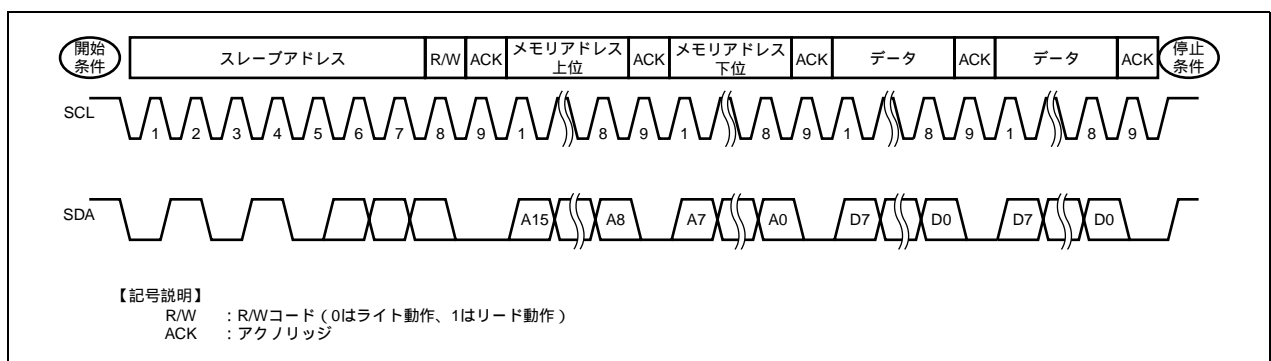 開始
条件
スレーブアドレス
R/W
ACK
メモリアドレス
上位
ACK
メモリアドレス
下位
ACK
データ
ACK
データ
ACK
停止
条件
SCL
1 2 3 4 5 6 7 8 9 1 8 9 1 8 9 1 8 9 1 8 9
SDA
A15 A8 A7 A0 D7 D0 D7 D0
【記号説明】
R/W :R/Wコード(0はライト動作、1はリード動作)
ACK :アクノリッジ